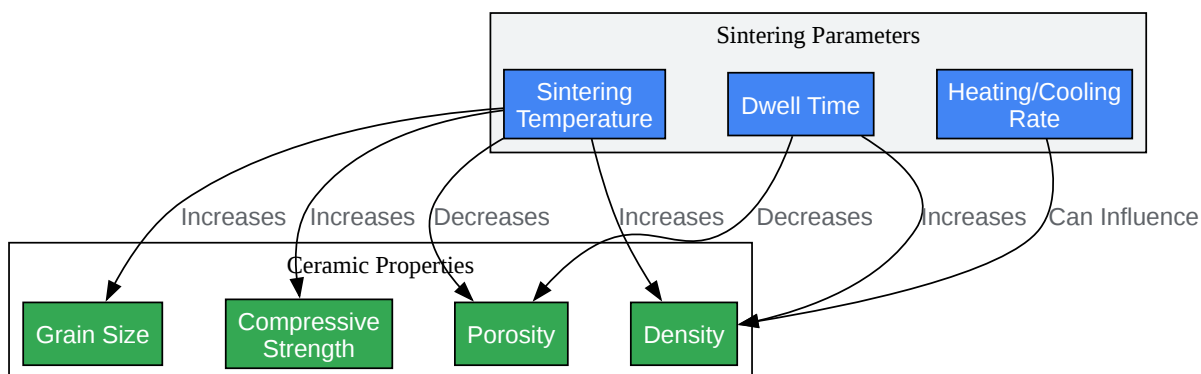 Sintering Parameters
Sintering
Temperature
Dwell Time
Heating/Cooling
Rate
Increases
Increases
Decreases
Increases
Decreases
Increases
Can Influence
Ceramic Properties
Grain Size
Compressive
Strength
Porosity
Density